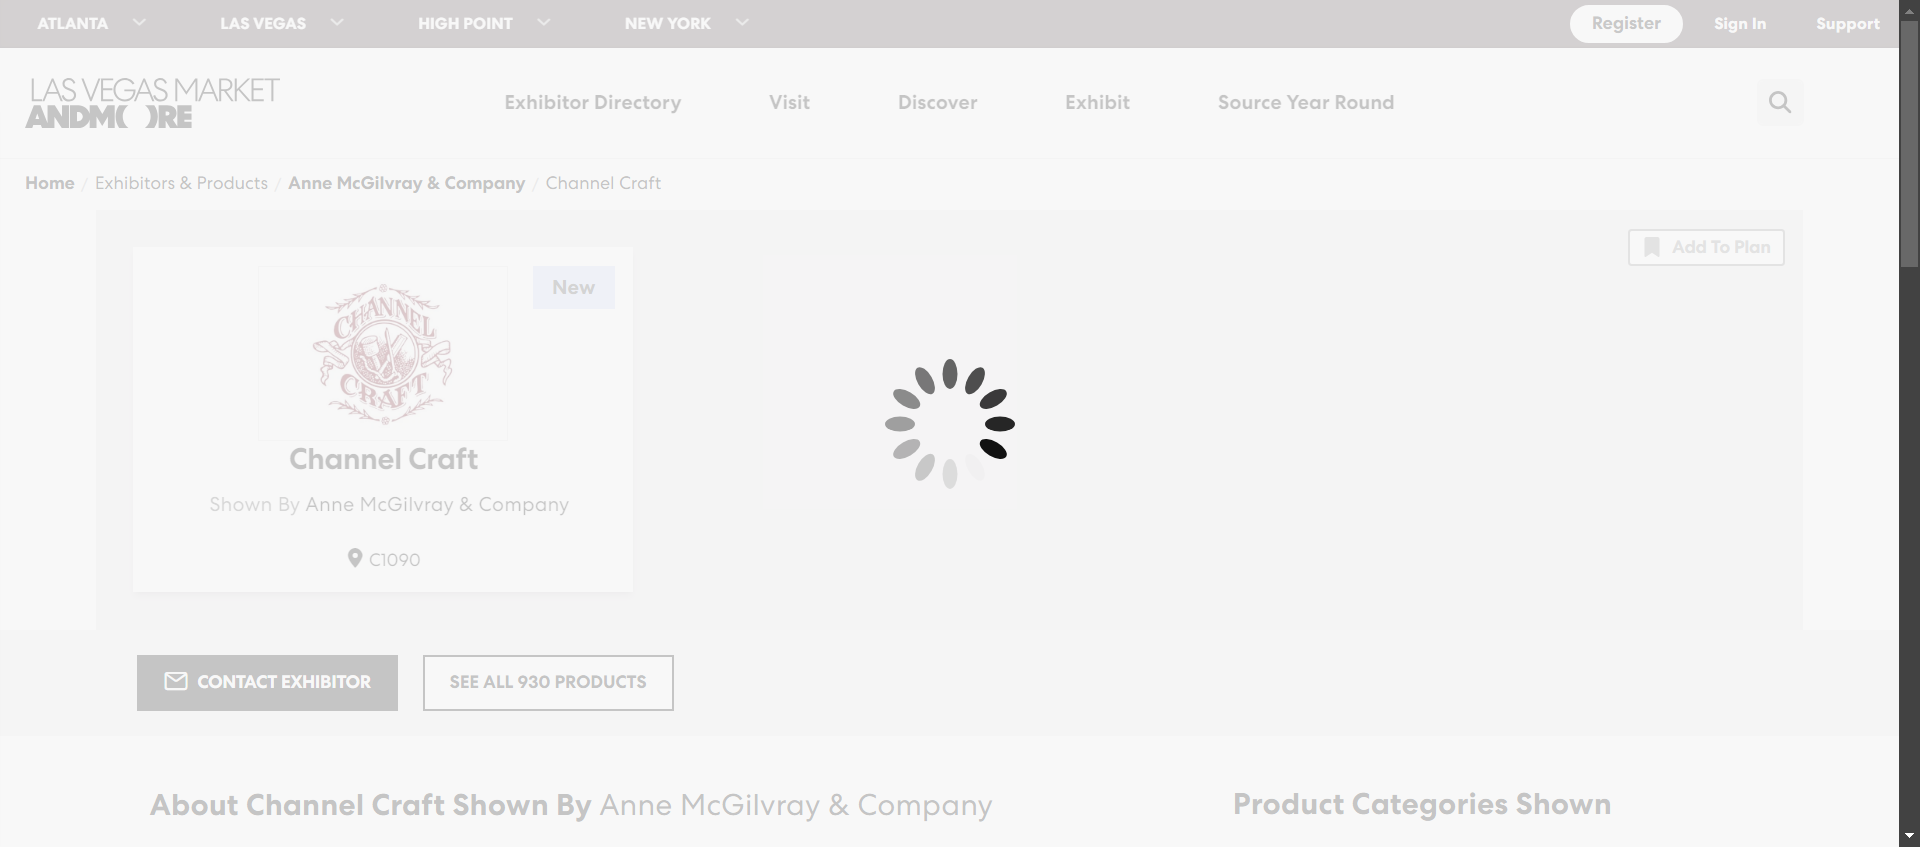 ATLANTA
LAS VEGAS
HIGH POINT
NEW YORK
Register
Sign In
Support
LAS VEGAS MARKET
ANDMORE
Exhibitor Directory
Visit
Discover
Exhibit
Source Year Round
Home / Exhibitors & Products / Anne McGilvray & Company / Channel Craft
Add To Plan
New
CHANNEL
CRAFT
Channel Craft
Shown By Anne McGilvray & Company
C1090
CONTACT EXHIBITOR
SEE ALL 930 PRODUCTS
About Channel Craft Shown By Anne McGilvray & Company
Product Categories Shown